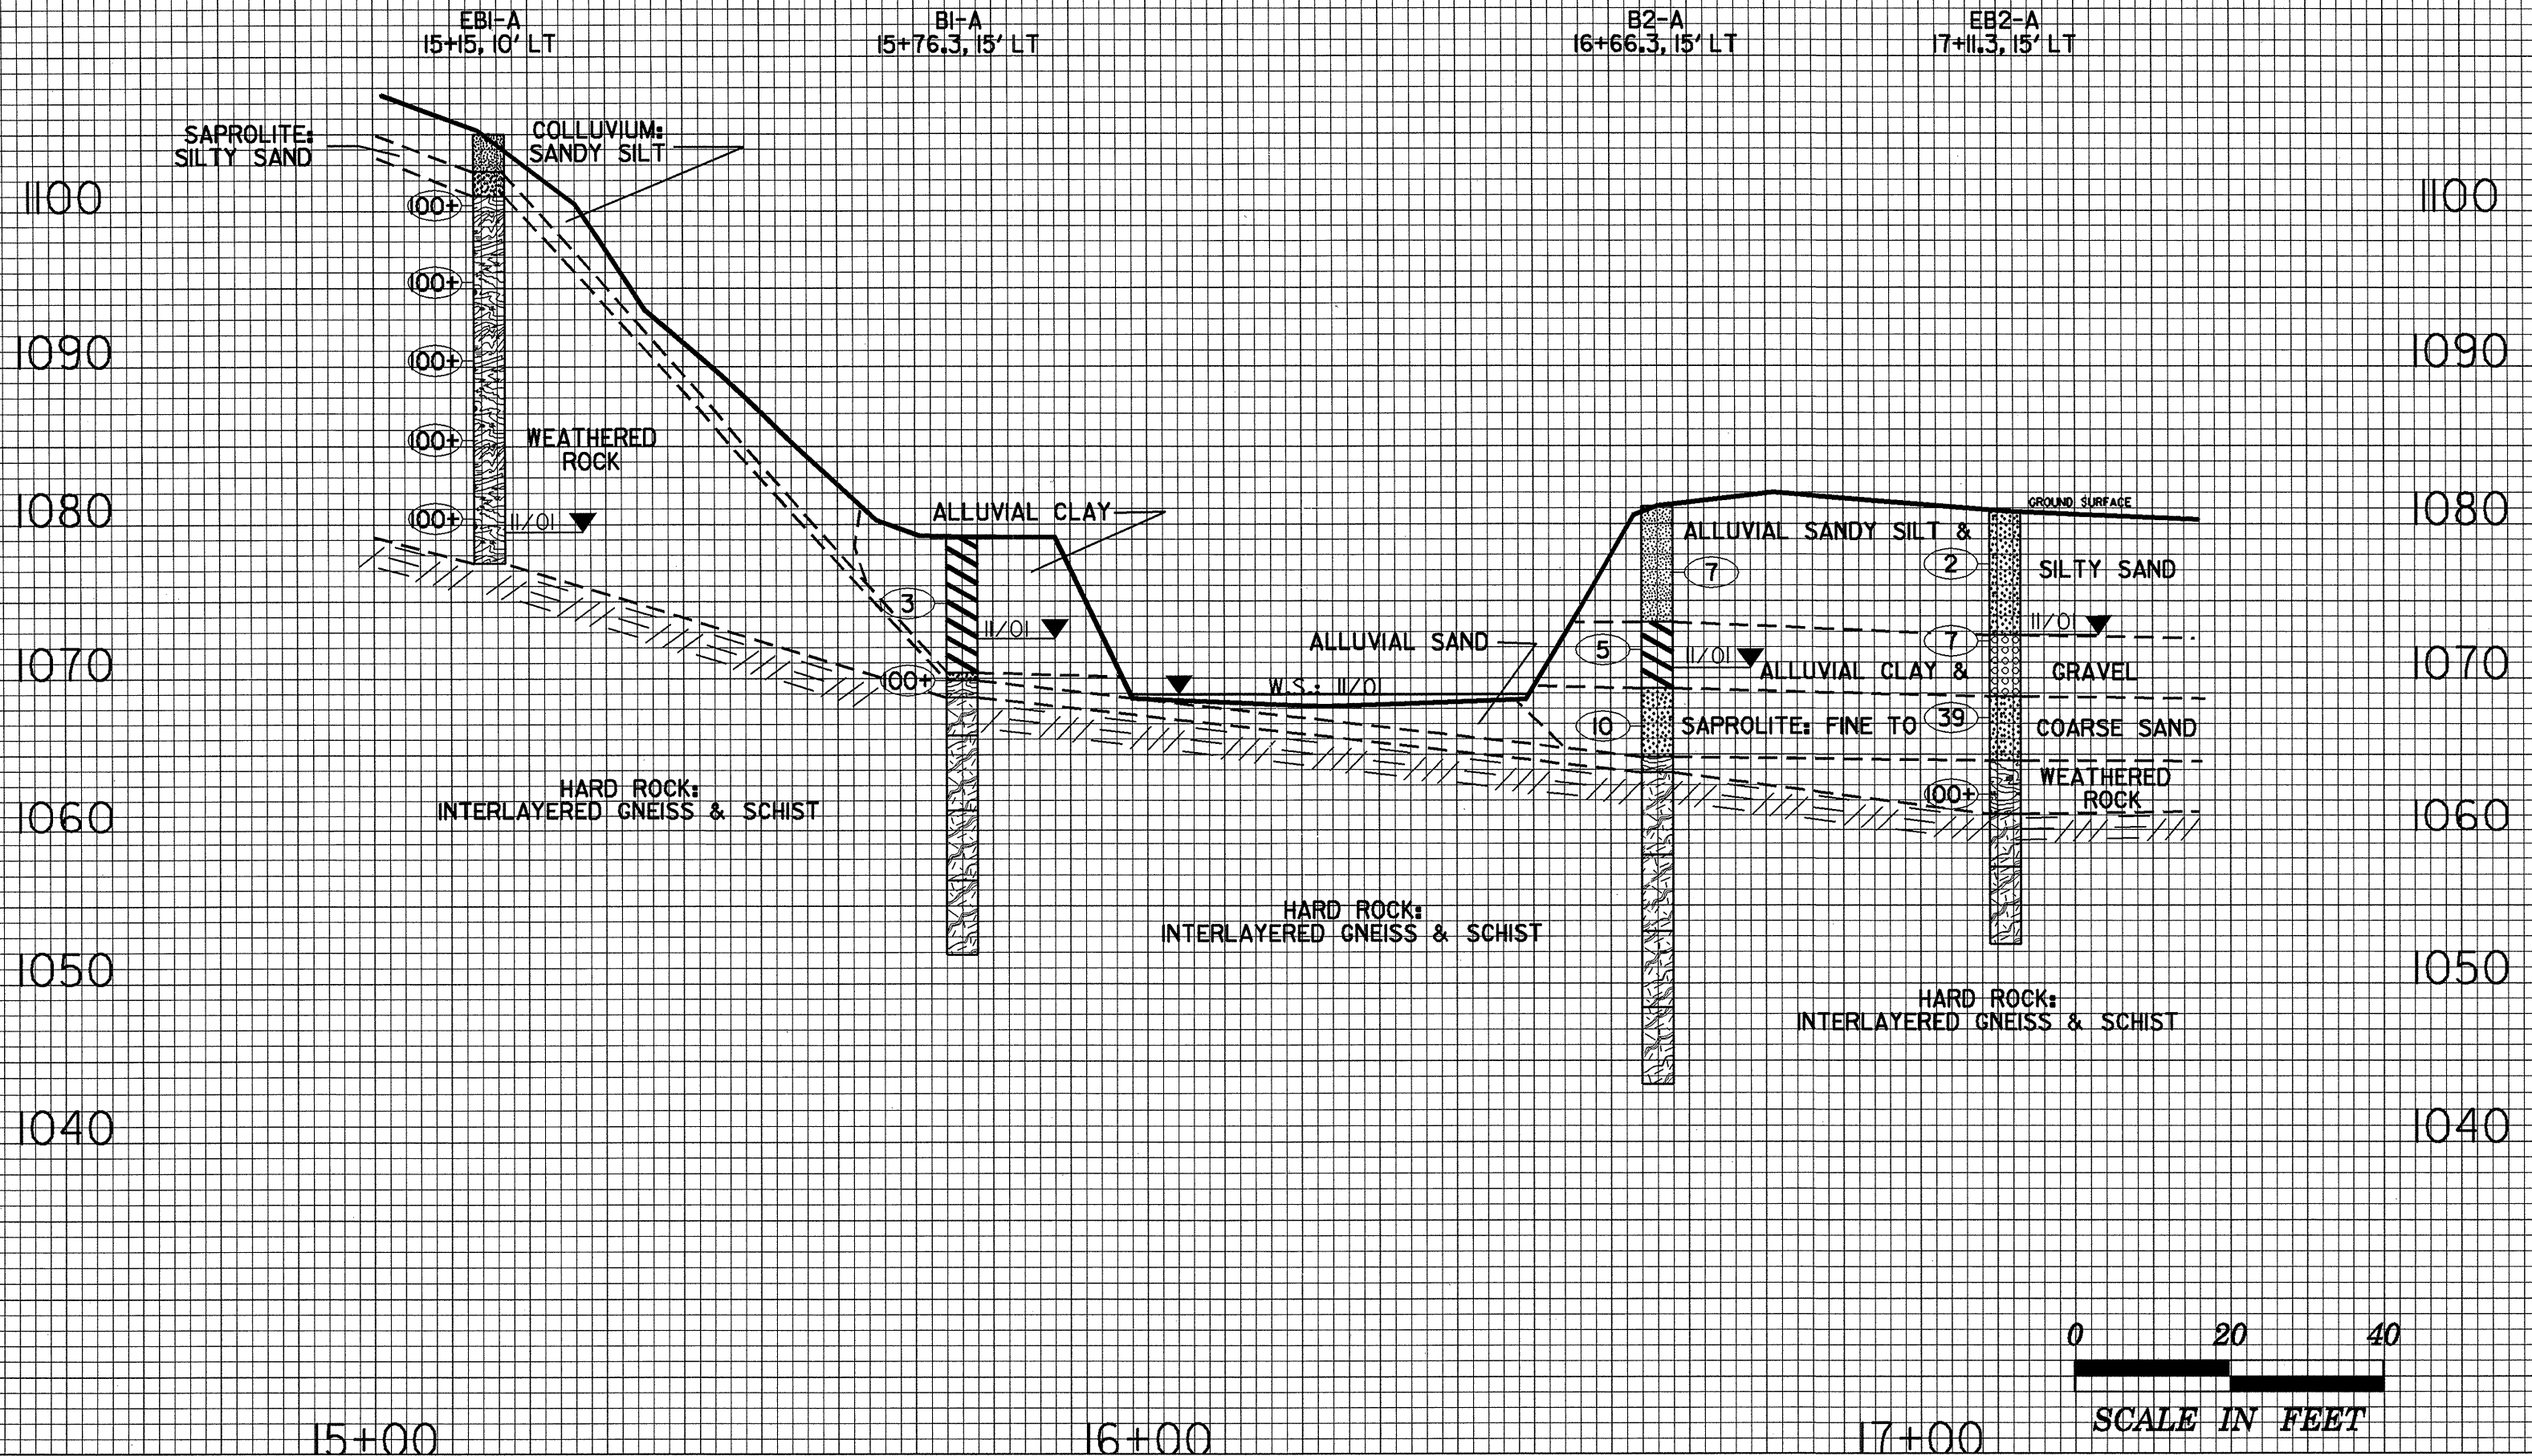 EB1-A
15+15, 10' LT
B1-A
15+76.3, 15' LT
B2-A
16+66.3, 15' LT
EB2-A
17+11.3, 15' LT
SAPROLITE:
SILTY SAND
COLLUVIUM:
SANDY SILT
1100
1100
100+
100+
1090
1090
100+
100+
WEATHERED
ROCK
1080
1080
100+
11/01
ALLUVIAL CLAY
GROUND SURFACE
ALLUVIAL SANDY SILT &
SILTY SAND
7
2
3
11/01
11/01
ALLUVIAL SAND
5
11/01
7
1070
1070
ALLUVIAL CLAY &
GRAVEL
100+
W.S.: 11/01
10
SAPROLITE: FINE TO
39
COARSE SAND
WEATHERED
ROCK
100+
HARD ROCK:
INTERLAYERED GNEISS & SCHIST
1060
1060
HARD ROCK:
INTERLAYERED GNEISS & SCHIST
1050
1050
HARD ROCK:
INTERLAYERED GNEISS & SCHIST
1040
1040
0 20 40
SCALE IN FEET
15+00
16+00
17+00